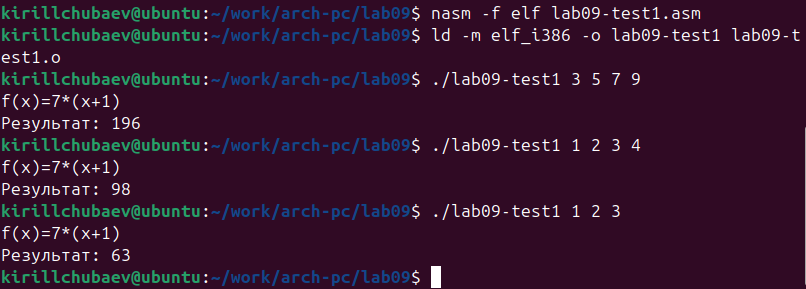 kirillchubaev@ubuntu:~/work/arch-pc/lab09$ nasm -f elf lab09-test1.asm
kirillchubaev@ubuntu:~/work/arch-pc/lab09$ ld -m elf_i386 -o lab09-test1 lab09-t
est1.o
kirillchubaev@ubuntu:~/work/arch-pc/lab09$ ./lab09-test1 3 5 7 9
f(x)=7*(x+1)
Результат: 196
kirillchubaev@ubuntu:~/work/arch-pc/lab09$ ./lab09-test1 1 2 3 4
f(x)=7*(x+1)
Результат: 98
kirillchubaev@ubuntu:~/work/arch-pc/lab09$ ./lab09-test1 1 2 3
f(x)=7*(x+1)
Результат: 63
kirillchubaev@ubuntu:~/work/arch-pc/lab09$